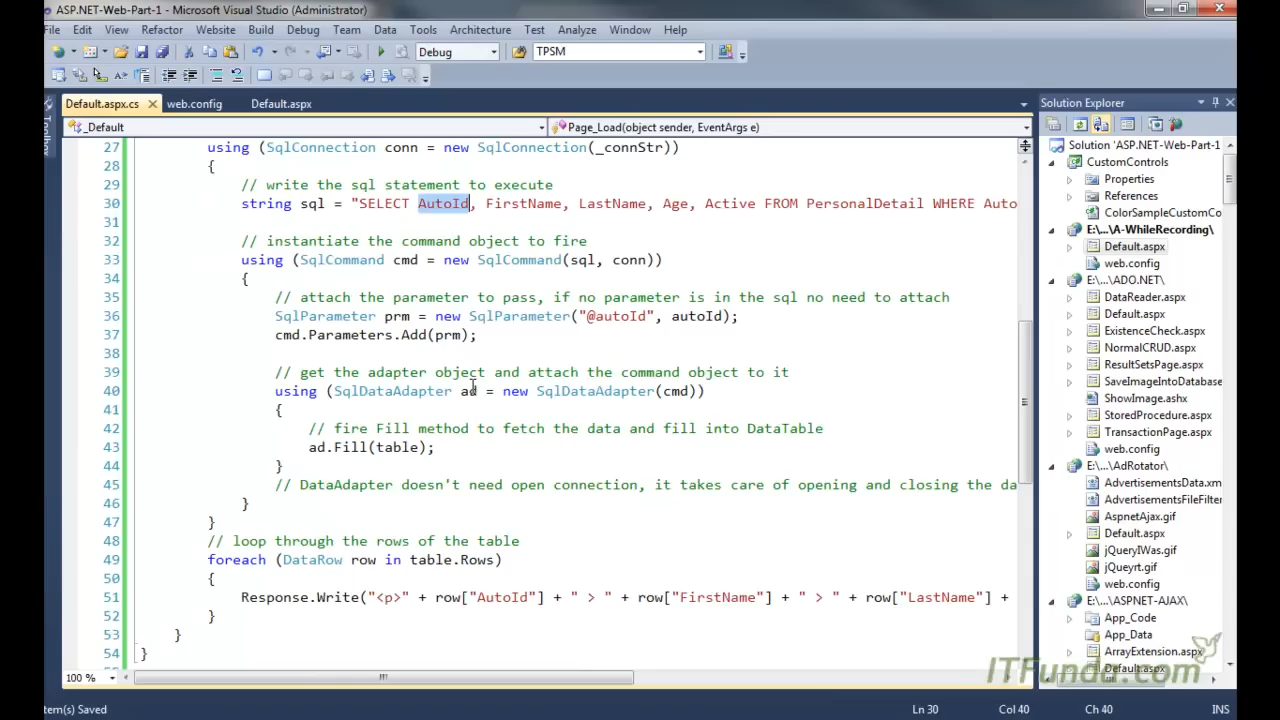 ASP.NET-Web-Part-1 - Microsoft Visual Studio (Administrator)
File Edit View Refactor Website Build Debug Team Data Tools Architecture Test Analyze Window Help
Debug TPSM
Default.aspx.cs web.config Default.aspx
_Default Page_Load(object sender, EventArgs e)
Toolbox
27 using (SqlConnection conn = new SqlConnection(_connStr))
28 {
29 // write the sql statement to execute
30 string sql = "SELECT AutoId, FirstName, LastName, Age, Active FROM PersonalDetail WHERE Auto
31
32 // instantiate the command object to fire
33 using (SqlCommand cmd = new SqlCommand(sql, conn))
34 {
35 // attach the parameter to pass, if no parameter is in the sql no need to attach
36 SqlParameter prm = new SqlParameter("@autoId", autoId);
37 cmd.Parameters.Add(prm);
38
39 // get the adapter object and attach the command object to it
40 using (SqlDataAdapter ad = new SqlDataAdapter(cmd))
41 {
42 // fire Fill method to fetch the data and fill into DataTable
43 ad.Fill(table);
44 }
45 // DataAdapter doesn't need open connection, it takes care of opening and closing the da
46 }
47 }
48 // loop through the rows of the table
49 foreach (DataRow row in table.Rows)
50 {
51 Response.Write("<p>" + row["AutoId"] + " > " + row["FirstName"] + " > " + row["LastName"] +
52 }
53 }
54 }
100 %
tem(s) Saved Ln 30 Col 40 Ch 40 INS
Solution Explorer
Solution 'ASP.NET-Web-Part-1
CustomControls
Properties
References
ColorSampleCustomCo
E:\...\A-WhileRecording\
Default.aspx
web.config
E:\...\ADO.NET\
DataReader.aspx
Default.aspx
ExistenceCheck.aspx
NormalCRUD.aspx
ResultSetsPage.aspx
SaveImageIntoDatabase
ShowImage.ashx
StoredProcedure.aspx
TransactionPage.aspx
web.config
E:\...\AdRotator\
AdvertisementsData.xm
AdvertisementsFileFilter
AspnetAjax.gif
Default.aspx
jQueryIWas.gif
jQueyrt.gif
web.config
E:\...\ASPNET-AJAX\
App_Code
App_Data
ArrayExtension.aspx
Default.aspx
ITFunda.com